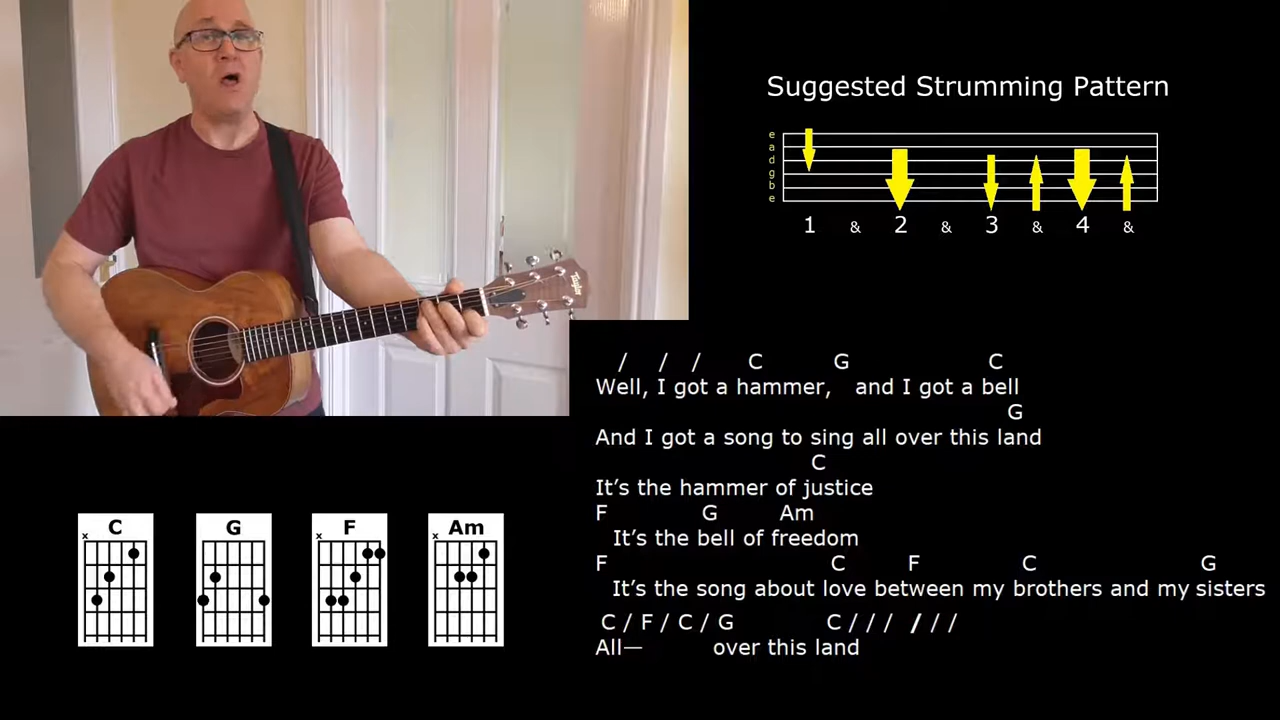 Suggested Strumming Pattern
e
a
d
g
b
e
1 & 2 & 3 & 4 &
Taylor
/ / / C G C
Well, I got a hammer, and I got a bell
G
And I got a song to sing all over this land
C
It's the hammer of justice
F G Am
It's the bell of freedom
F C F C G
It's the song about love between my brothers and my sisters
C / F / C / G C / / / / / /
All— over this land
C G F Am
x x x